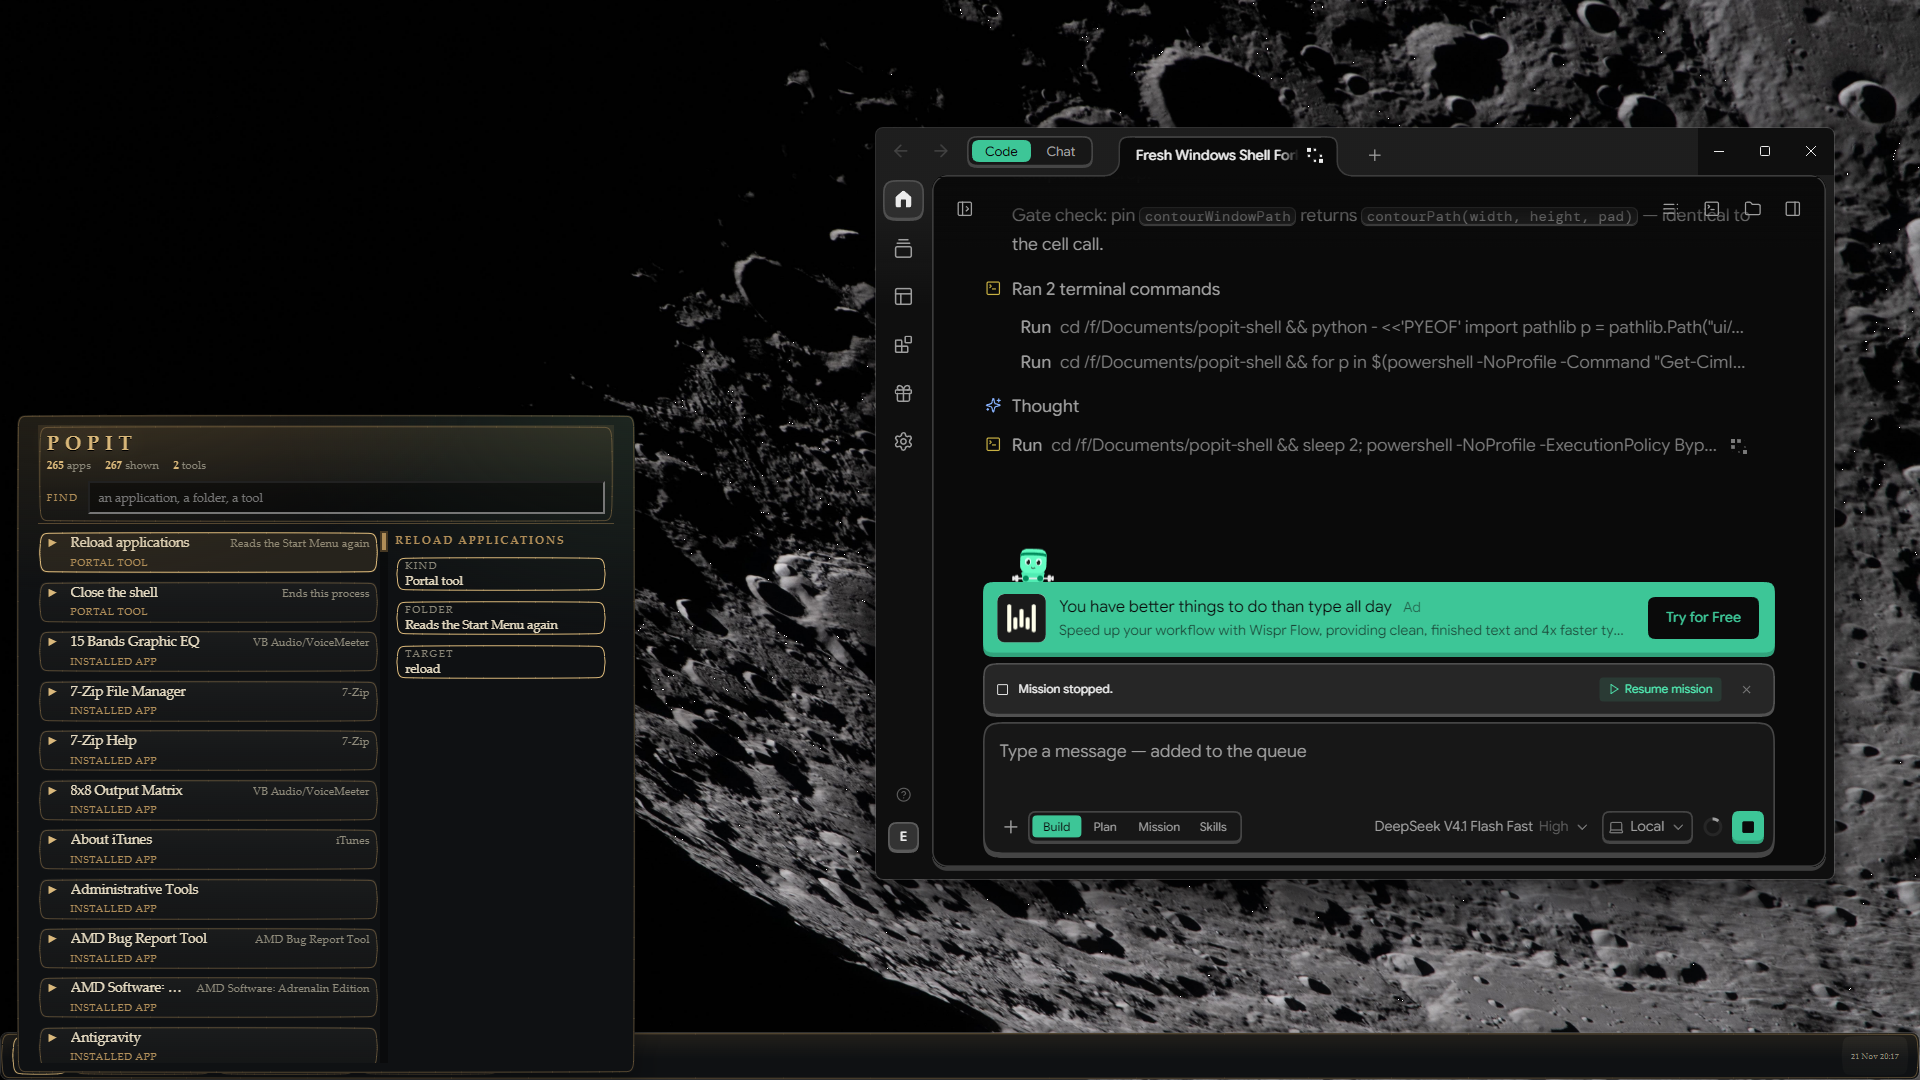 Code
Chat
Fresh Windows Shell For
Gate check: pin contourWindowPath returns contourPath(width, height, pad) — identical to
the cell call.
Ran 2 terminal commands
Run cd /f/Documents/popit-shell && python - <<'PYEOF' import pathlib p = pathlib.Path("ui/...
Run cd /f/Documents/popit-shell && for p in $(powershell -NoProfile -Command "Get-CimI...
Thought
Run cd /f/Documents/popit-shell && sleep 2; powershell -NoProfile -ExecutionPolicy Byp...
You have better things to do than type all day Ad
Speed up your workflow with Wispr Flow, providing clean, finished text and 4x faster ty...
Try for Free
Mission stopped.
Resume mission
Type a message — added to the queue
Build
Plan
Mission
Skills
DeepSeek V4.1 Flash Fast High
Local
E
POPIT
265 apps 267 shown 2 tools
FIND an application, a folder, a tool
Reload applications Reads the Start Menu again
PORTAL TOOL
Close the shell Ends this process
PORTAL TOOL
15 Bands Graphic EQ VB Audio/VoiceMeeter
INSTALLED APP
7-Zip File Manager 7-Zip
INSTALLED APP
7-Zip Help 7-Zip
INSTALLED APP
8x8 Output Matrix VB Audio/VoiceMeeter
INSTALLED APP
About iTunes iTunes
INSTALLED APP
Administrative Tools
INSTALLED APP
AMD Bug Report Tool AMD Bug Report Tool
INSTALLED APP
AMD Software: ... AMD Software: Adrenalin Edition
INSTALLED APP
Antigravity
INSTALLED APP
RELOAD APPLICATIONS
KIND
Portal tool
FOLDER
Reads the Start Menu again
TARGET
reload
21 Nov 20:17